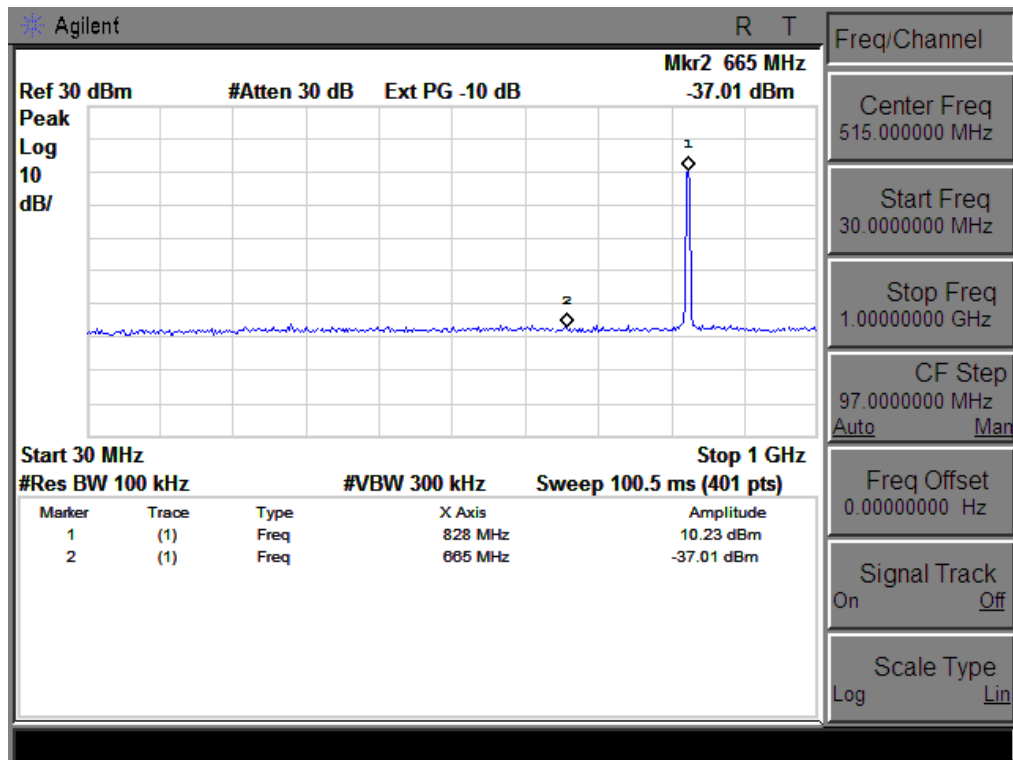 Agilent R T
Mkr2 665 MHz
Ref 30 dBm #Atten 30 dB Ext PG -10 dB -37.01 dBm
Peak
Log
10
dB/
1
2
Start 30 MHz Stop 1 GHz
#Res BW 100 kHz #VBW 300 kHz Sweep 100.5 ms (401 pts)
Marker Trace Type X Axis Amplitude
1 (1) Freq 828 MHz 10.23 dBm
2 (1) Freq 665 MHz -37.01 dBm
Freq/Channel
Center Freq
515.000000 MHz
Start Freq
30.0000000 MHz
Stop Freq
1.00000000 GHz
CF Step
97.0000000 MHz
Auto Man
Freq Offset
0.00000000 Hz
Signal Track
On Off
Scale Type
Log Lin